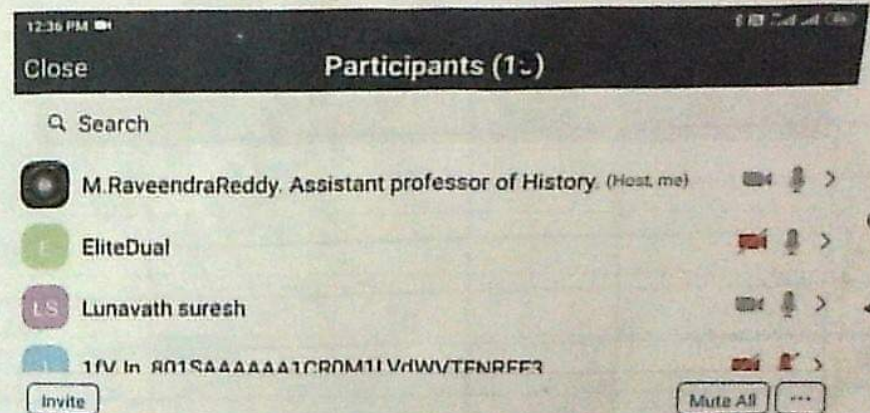 12:36 PM
Close Participants
Search
M.RaveendraReddy. Assistant professor of History. (Host, me)
E EliteDual
LS Lunavath suresh
Invite Mute All ...